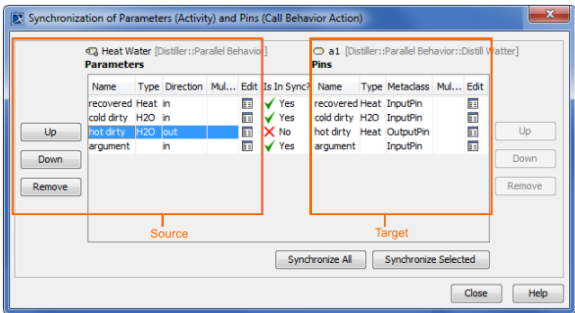 Synchronization of Parameters (Activity) and Pins (Call Behavior Action)
Heat Water [Distiller::Parallel Behavior] a1 [Distiller::Parallel Behavior::Distill Watter]
Parameters Pins
Name Type Direction Mul... Edit Is In Sync? Name Type Metaclass Mul... Edit
recovered Heat in Yes recovered Heat InputPin
cold dirty H2O in Yes cold dirty H2O InputPin
Up hot dirty H2O out No hot dirty Heat OutputPin Up
argument in Yes argument InputPin
Down Down
Remove Remove
Source Target
Synchronize All Synchronize Selected
Close Help